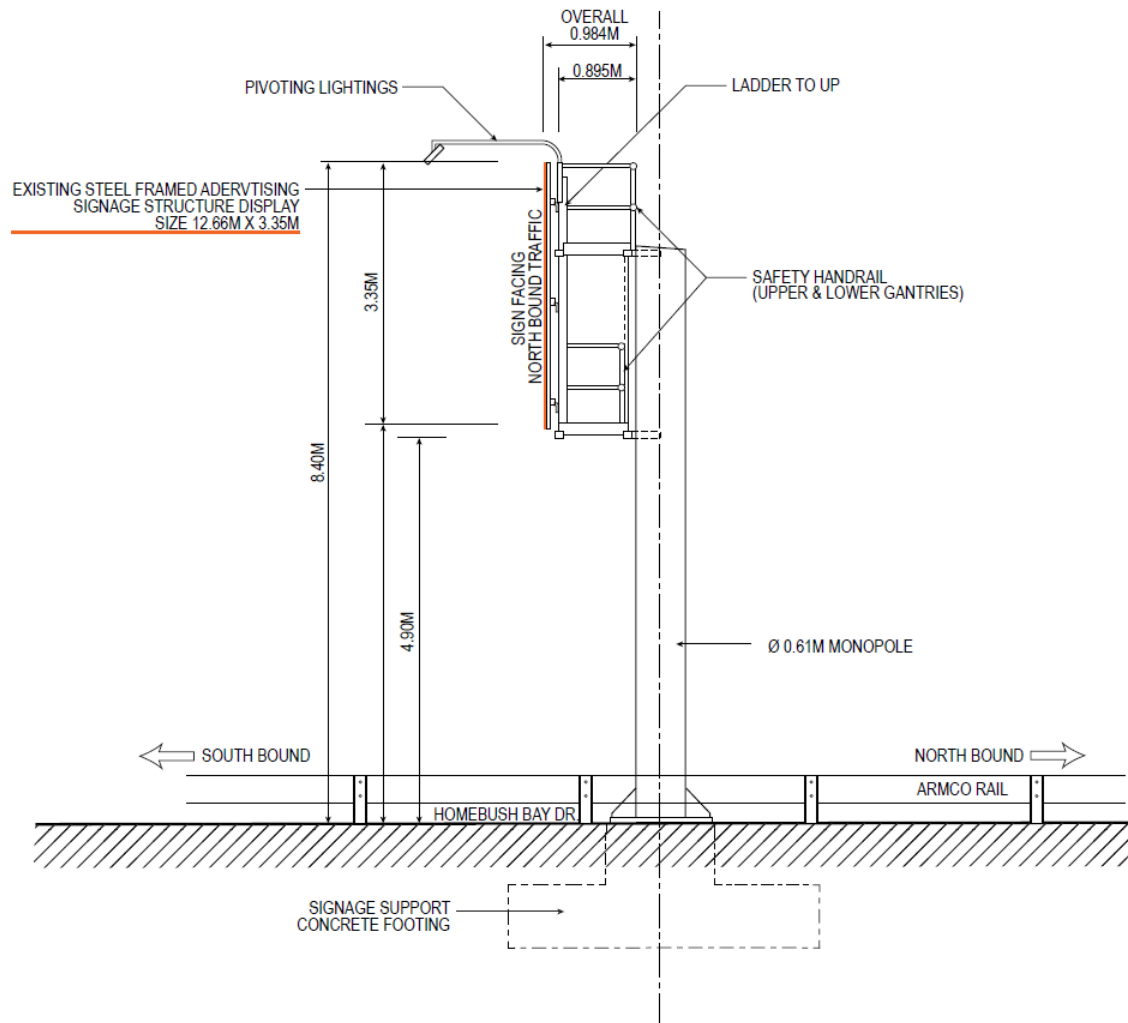 OVERALL
0.984M
0.895M
PIVOTING LIGHTINGS
LADDER TO UP
EXISTING STEEL FRAMED ADERVTISING
SIGNAGE STRUCTURE DISPLAY
SIZE 12.66M X 3.35M
SIGN FACING
NORTH BOUND TRAFFIC
SAFETY HANDRAIL
(UPPER & LOWER GANTRIES)
3.35M
8.40M
4.90M
Ø 0.61M MONOPOLE
SOUTH BOUND
NORTH BOUND
ARMCO RAIL
HOMEBUSH BAY DR.
SIGNAGE SUPPORT
CONCRETE FOOTING